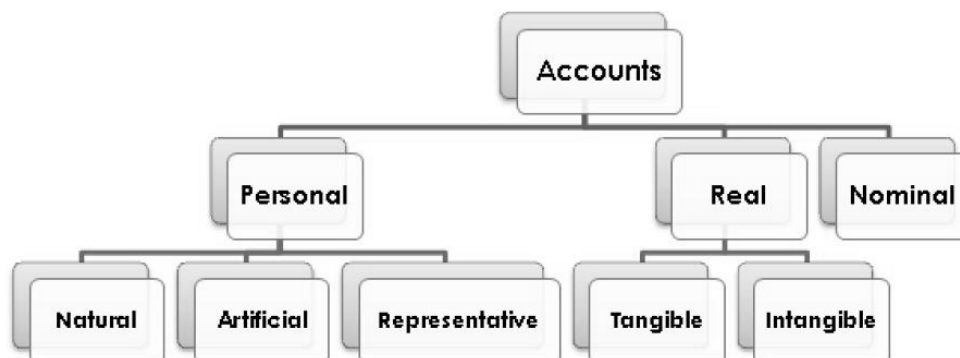 Accounts
Personal
Real
Nominal
Natural
Artificial
Representative
Tangible
Intangible